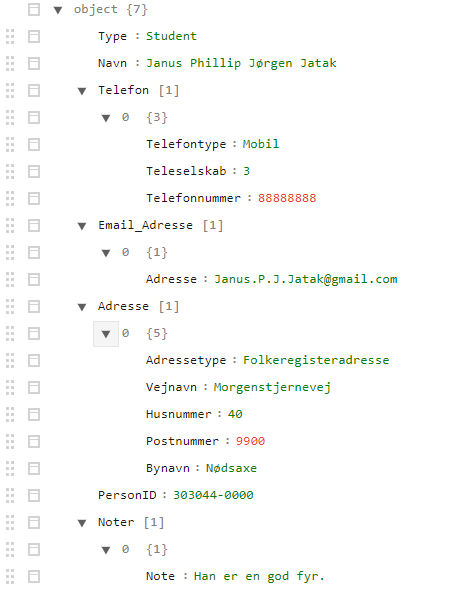 object {7}
Type : Student
Navn : Janus Phillip Jørgen Jatak
Telefon [1]
0 {3}
Telefontype : Mobil
Teleselskab : 3
Telefonnummer : 88888888
Email_Adresse [1]
0 {1}
Adresse : Janus.P.J.Jatak@gmail.com
Adresse [1]
0 {5}
Adressetype : Folkeregisteradresse
Vejnavn : Morgenstjernevej
Husnummer : 40
Postnummer : 9900
Bynavn : Nødsaxe
PersonID : 303044-0000
Noter [1]
0 {1}
Note : Han er en god fyr.